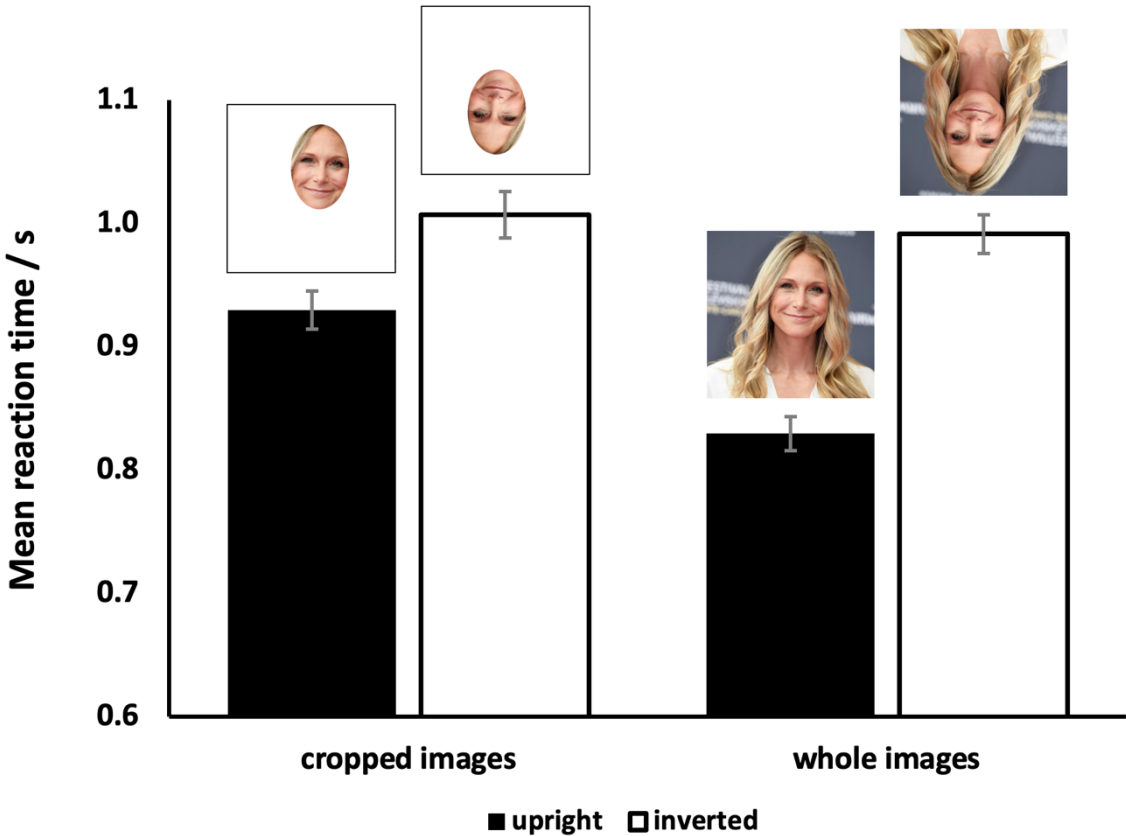 Mean reaction time / s
1.1
1.0
0.9
0.8
0.7
0.6
cropped images
whole images
upright
inverted